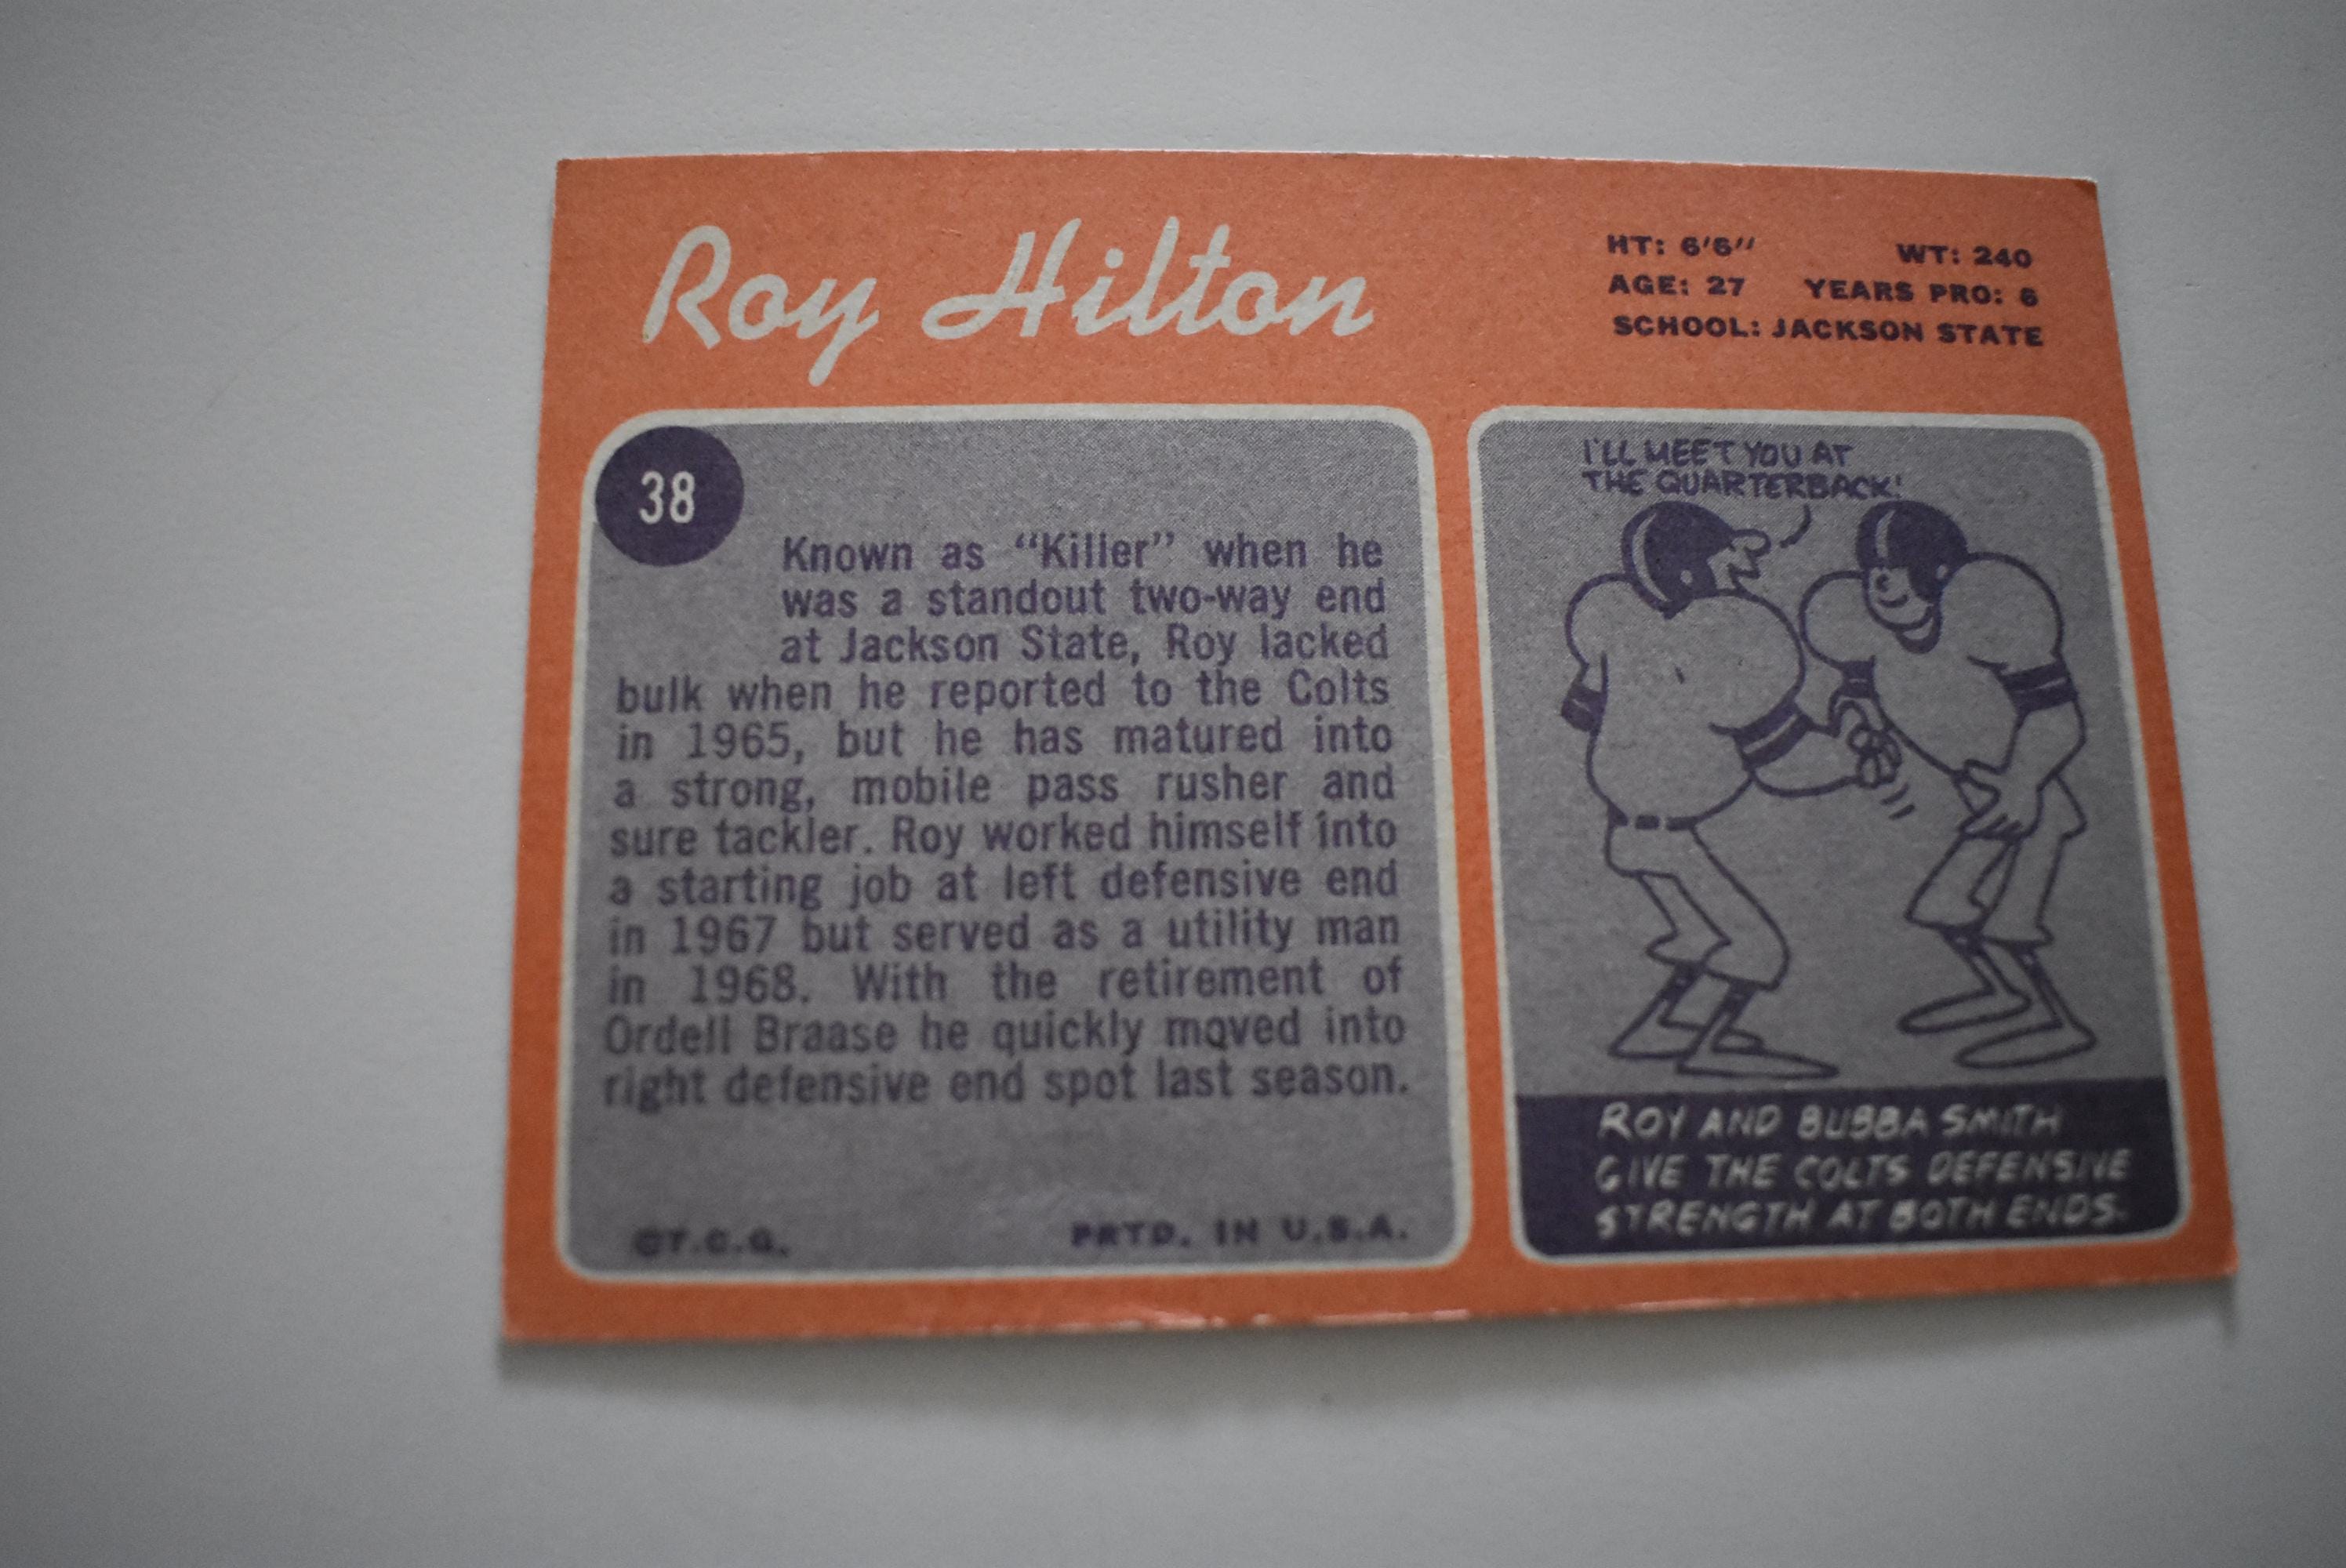 Roy Hilton
HT: 6'6" WT: 240
AGE: 27 YEARS PRO: 6
SCHOOL: JACKSON STATE
38
Known as "Killer" when he
was a standout two-way end
at Jackson State, Roy lacked
bulk when he reported to the Colts
in 1965, but he has matured into
a strong, mobile pass rusher and
sure tackler. Roy worked himself into
a starting job at left defensive end
in 1967 but served as a utility man
in 1968. With the retirement of
Ordell Braase he quickly moved into
right defensive end spot last season.
©T.C.G. PRTD. IN U.S.A.
I'LL MEET YOU AT
THE QUARTERBACK!
ROY AND BUBBA SMITH
GIVE THE COLTS DEFENSIVE
STRENGTH AT BOTH ENDS.